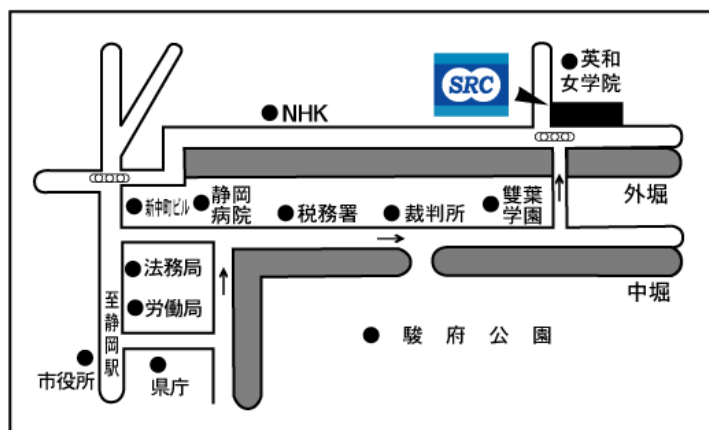 SRC
英和
女学院
NHK
外堀
新中町ビル
静岡
病院
税務署
裁判所
雙葉
学園
法務局
中堀
労働局
至静岡駅
駿府公園
市役所
県庁